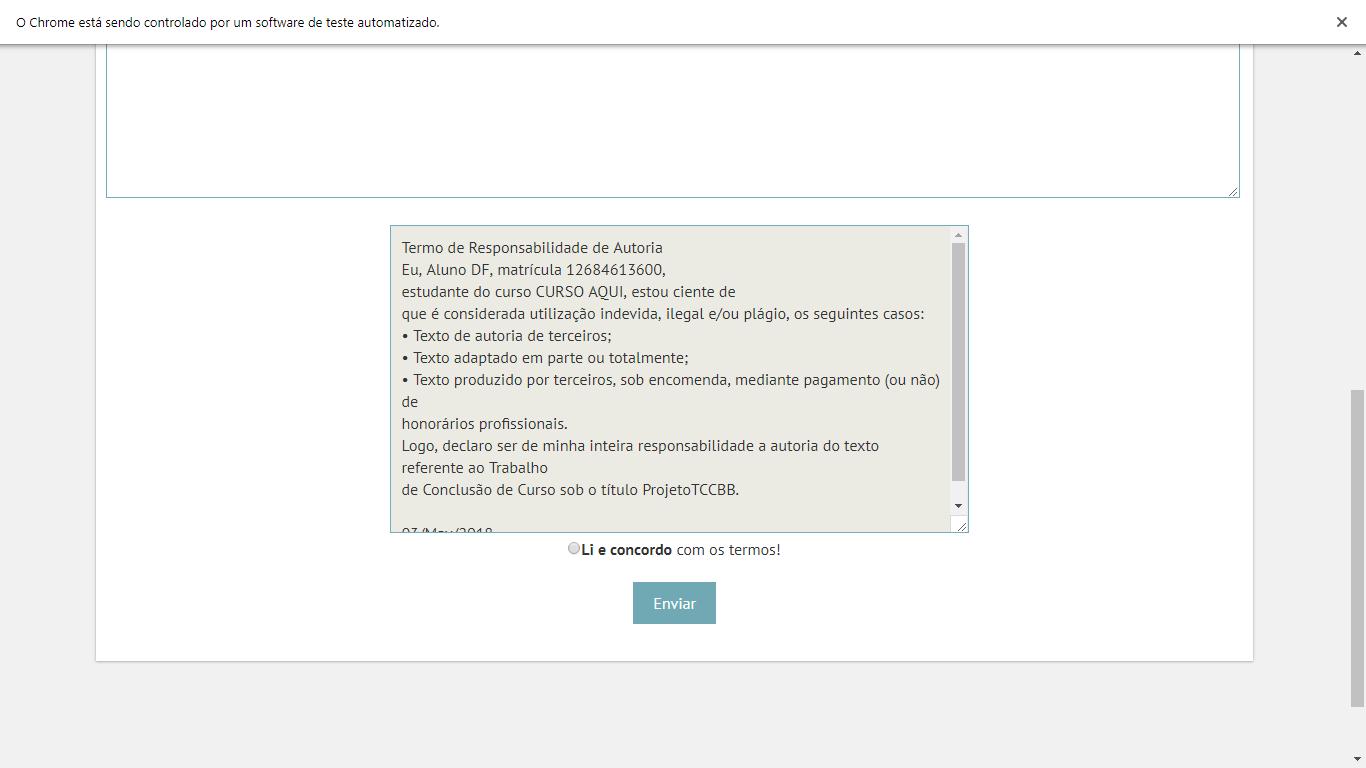 O Chrome está sendo controlado por um software de teste automatizado.
Termo de Responsabilidade de Autoria
Eu, Aluno DF, matrícula 12684613600,
estudante do curso CURSO AQUI, estou ciente de
que é considerada utilização indevida, ilegal e/ou plágio, os seguintes casos:
• Texto de autoria de terceiros;
• Texto adaptado em parte ou totalmente;
• Texto produzido por terceiros, sob encomenda, mediante pagamento (ou não)
de
honorários profissionais.
Logo, declaro ser de minha inteira responsabilidade a autoria do texto
referente ao Trabalho
de Conclusão de Curso sob o título ProjetoTCCBB.
03/May/2018
Li e concordo com os termos!
Enviar